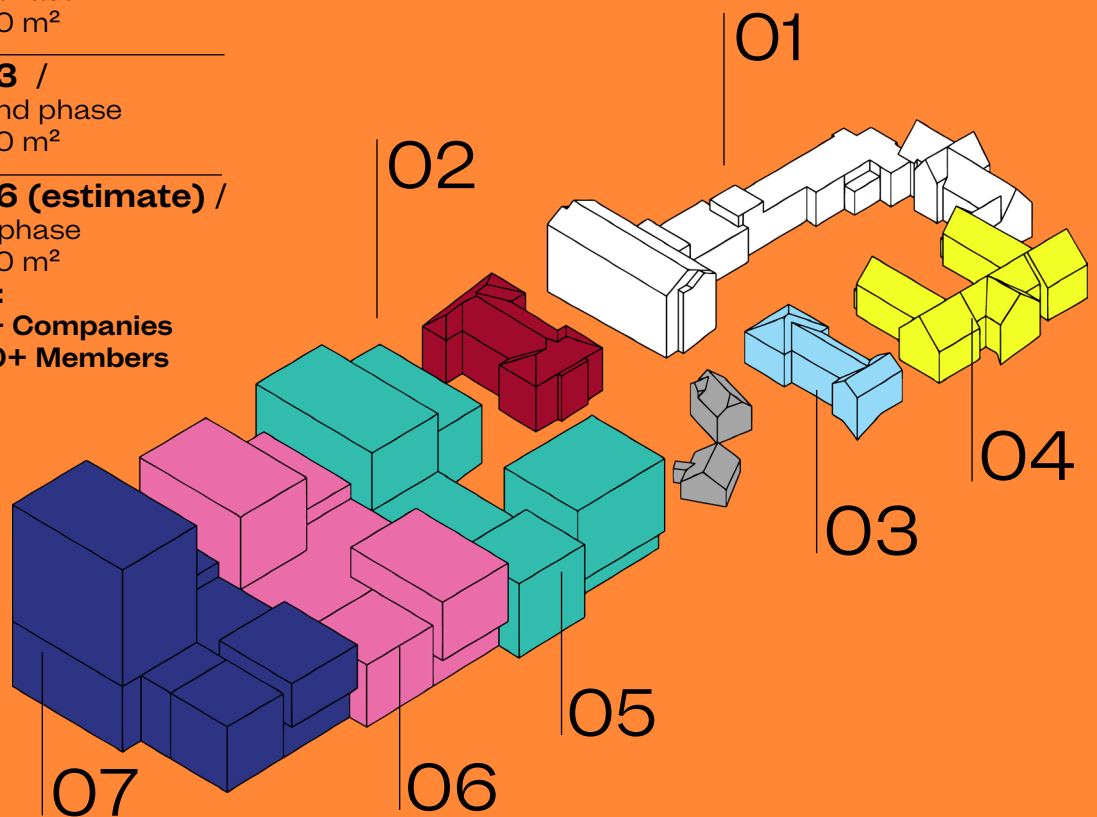 0 m²
3 /
nd phase
0 m²
6 (estimate) /
phase
0 m²
:
+ Companies
0+ Members
01
02
03
04
05
06
07